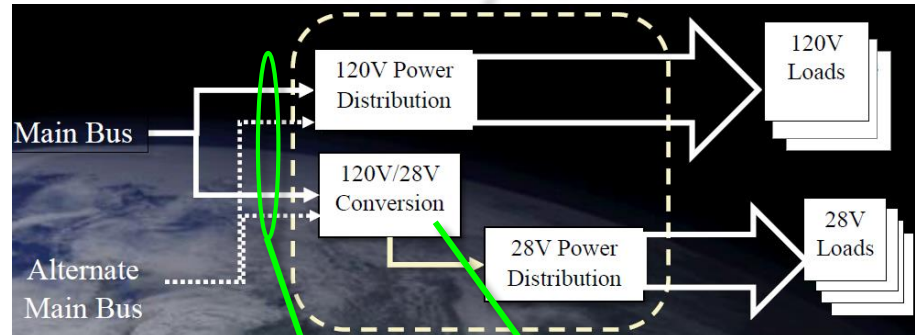 120V Power
Distribution
120V
Loads
Main Bus
120V/28V
Conversion
Alternate
Main Bus
28V Power
Distribution
28V
Loads